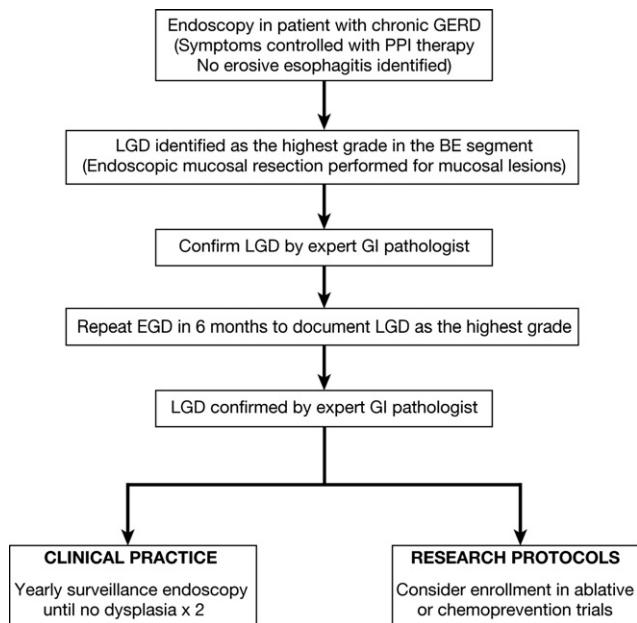 Endoscopy in patient with chronic GERD
(Symptoms controlled with PPI therapy
No erosive esophagitis identified)
LGD identified as the highest grade in the BE segment
(Endoscopic mucosal resection performed for mucosal lesions)
Confirm LGD by expert GI pathologist
Repeat EGD in 6 months to document LGD as the highest grade
LGD confirmed by expert GI pathologist
CLINICAL PRACTICE
Yearly surveillance endoscopy
until no dysplasia x 2
RESEARCH PROTOCOLS
Consider enrollment in ablative
or chemoprevention trials